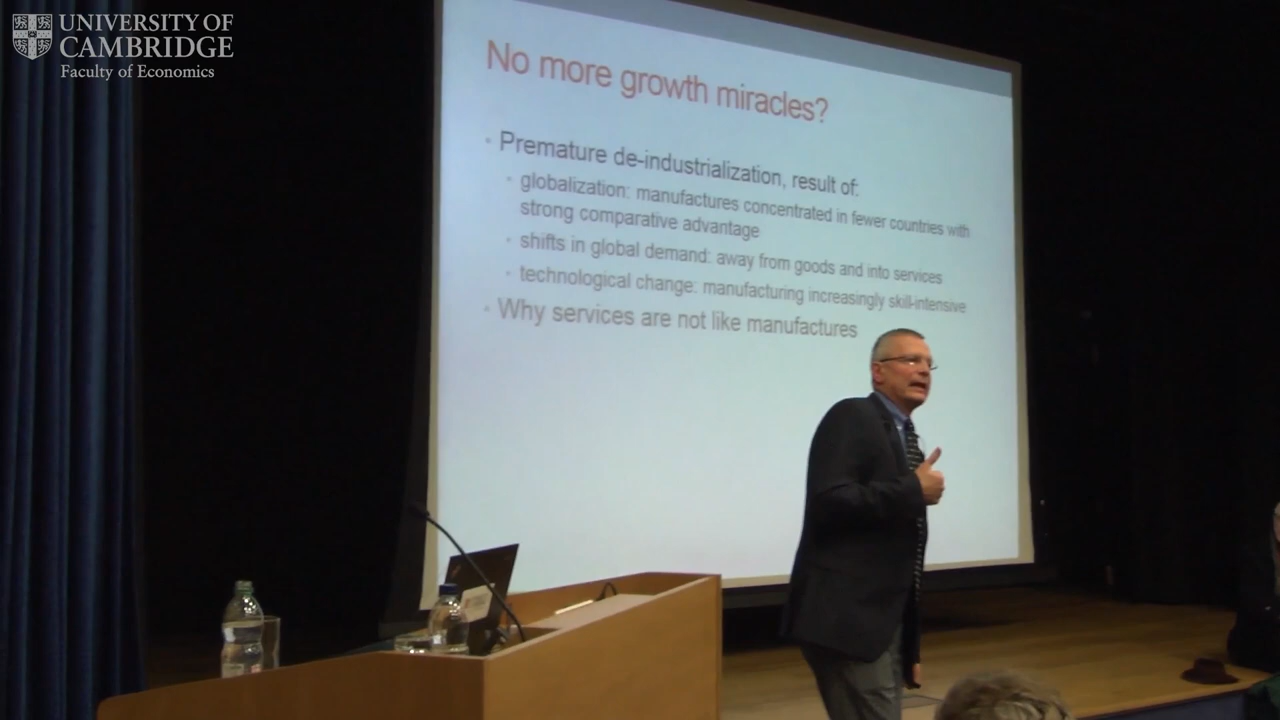 UNIVERSITY OF
CAMBRIDGE
Faculty of Economics
No more growth miracles?
• Premature de-industrialization, result of:
• globalization: manufactures concentrated in fewer countries with
strong comparative advantage
• shifts in global demand: away from goods and into services
• technological change: manufacturing increasingly skill-intensive
• Why services are not like manufactures